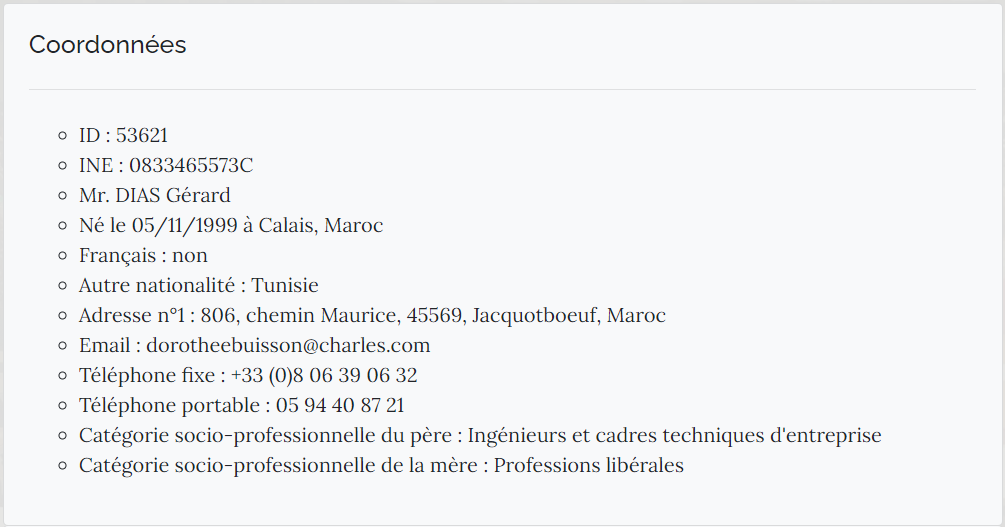 Coordonnées
ID : 53621
INE : 0833465573C
Mr. DIAS Gérard
Né le 05/11/1999 à Calais, Maroc
Français : non
Autre nationalité : Tunisie
Adresse n°1 : 806, chemin Maurice, 45569, Jacquotboeuf, Maroc
Email : dorotheebuisson@charles.com
Téléphone fixe : +33 (0)8 06 39 06 32
Téléphone portable : 05 94 40 87 21
Catégorie socio-professionnelle du père : Ingénieurs et cadres techniques d'entreprise
Catégorie socio-professionnelle de la mère : Professions libérales